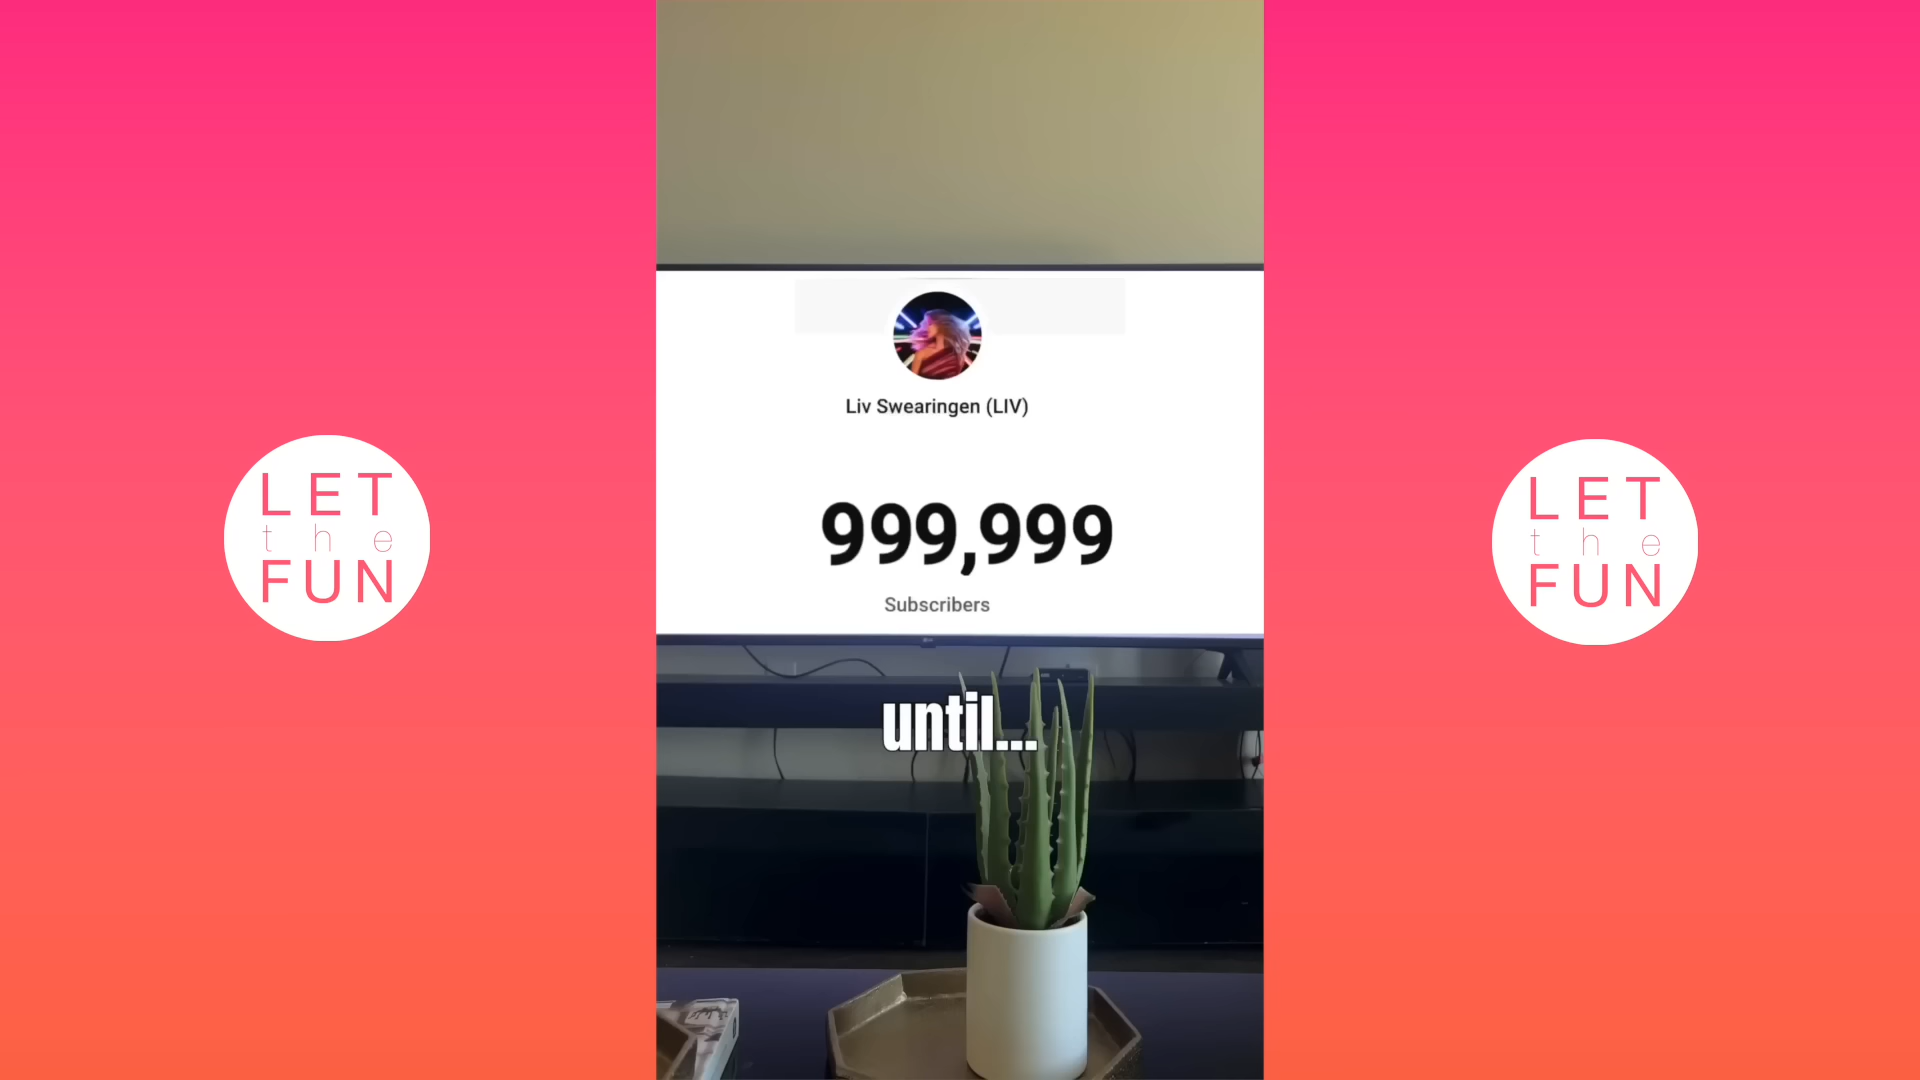 LET
the
FUN
Liv Swearingen (LIV)
999,999
Subscribers
until...
LET
the
FUN